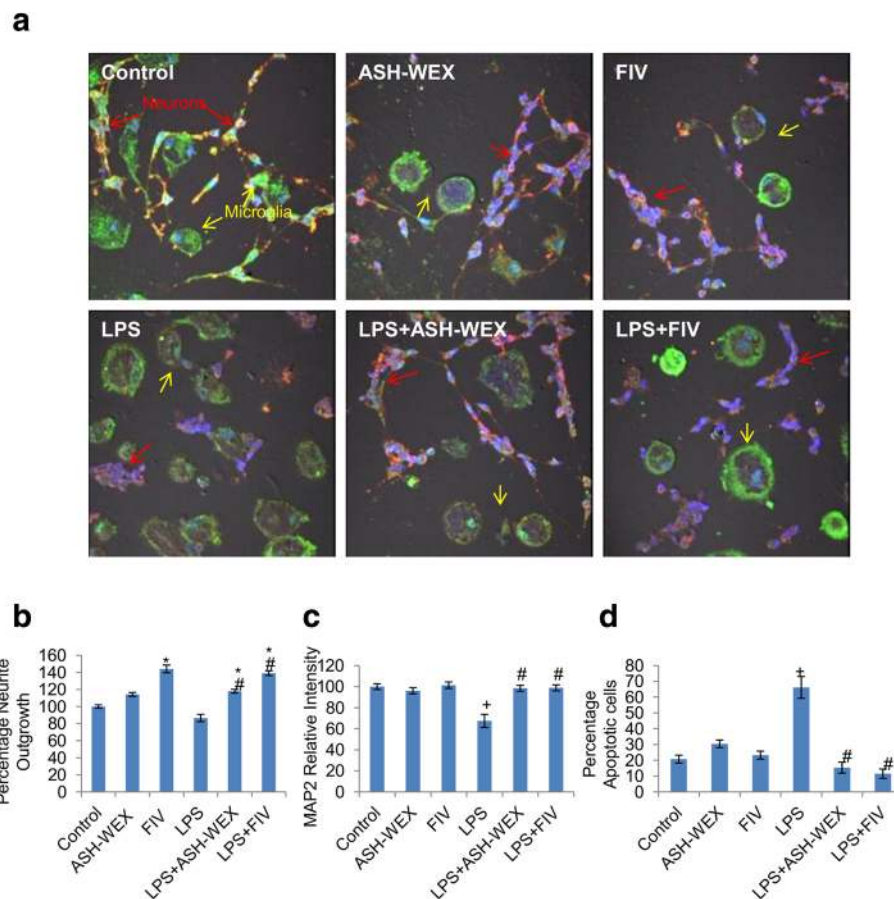 a
Control
ASH-WEX
FIV
Neurons
Microglia
LPS
LPS+ASH-WEX
LPS+FIV
b
Percentage Neurite
Outgrowth
160
140
120
100
80
60
40
20
0
*
*
#
*
#
Control
ASH-WEX
FIV
LPS
LPS+ASH-WEX
LPS+FIV
c
MAP2 Relative Intensity
120
100
80
60
40
20
0
+
#
#
Control
ASH-WEX
FIV
LPS
LPS+ASH-WEX
LPS+FIV
d
Percentage
Apoptotic cells
80
70
60
50
40
30
20
10
0
+
#
#
Control
ASH-WEX
FIV
LPS
LPS+ASH-WEX
LPS+FIV